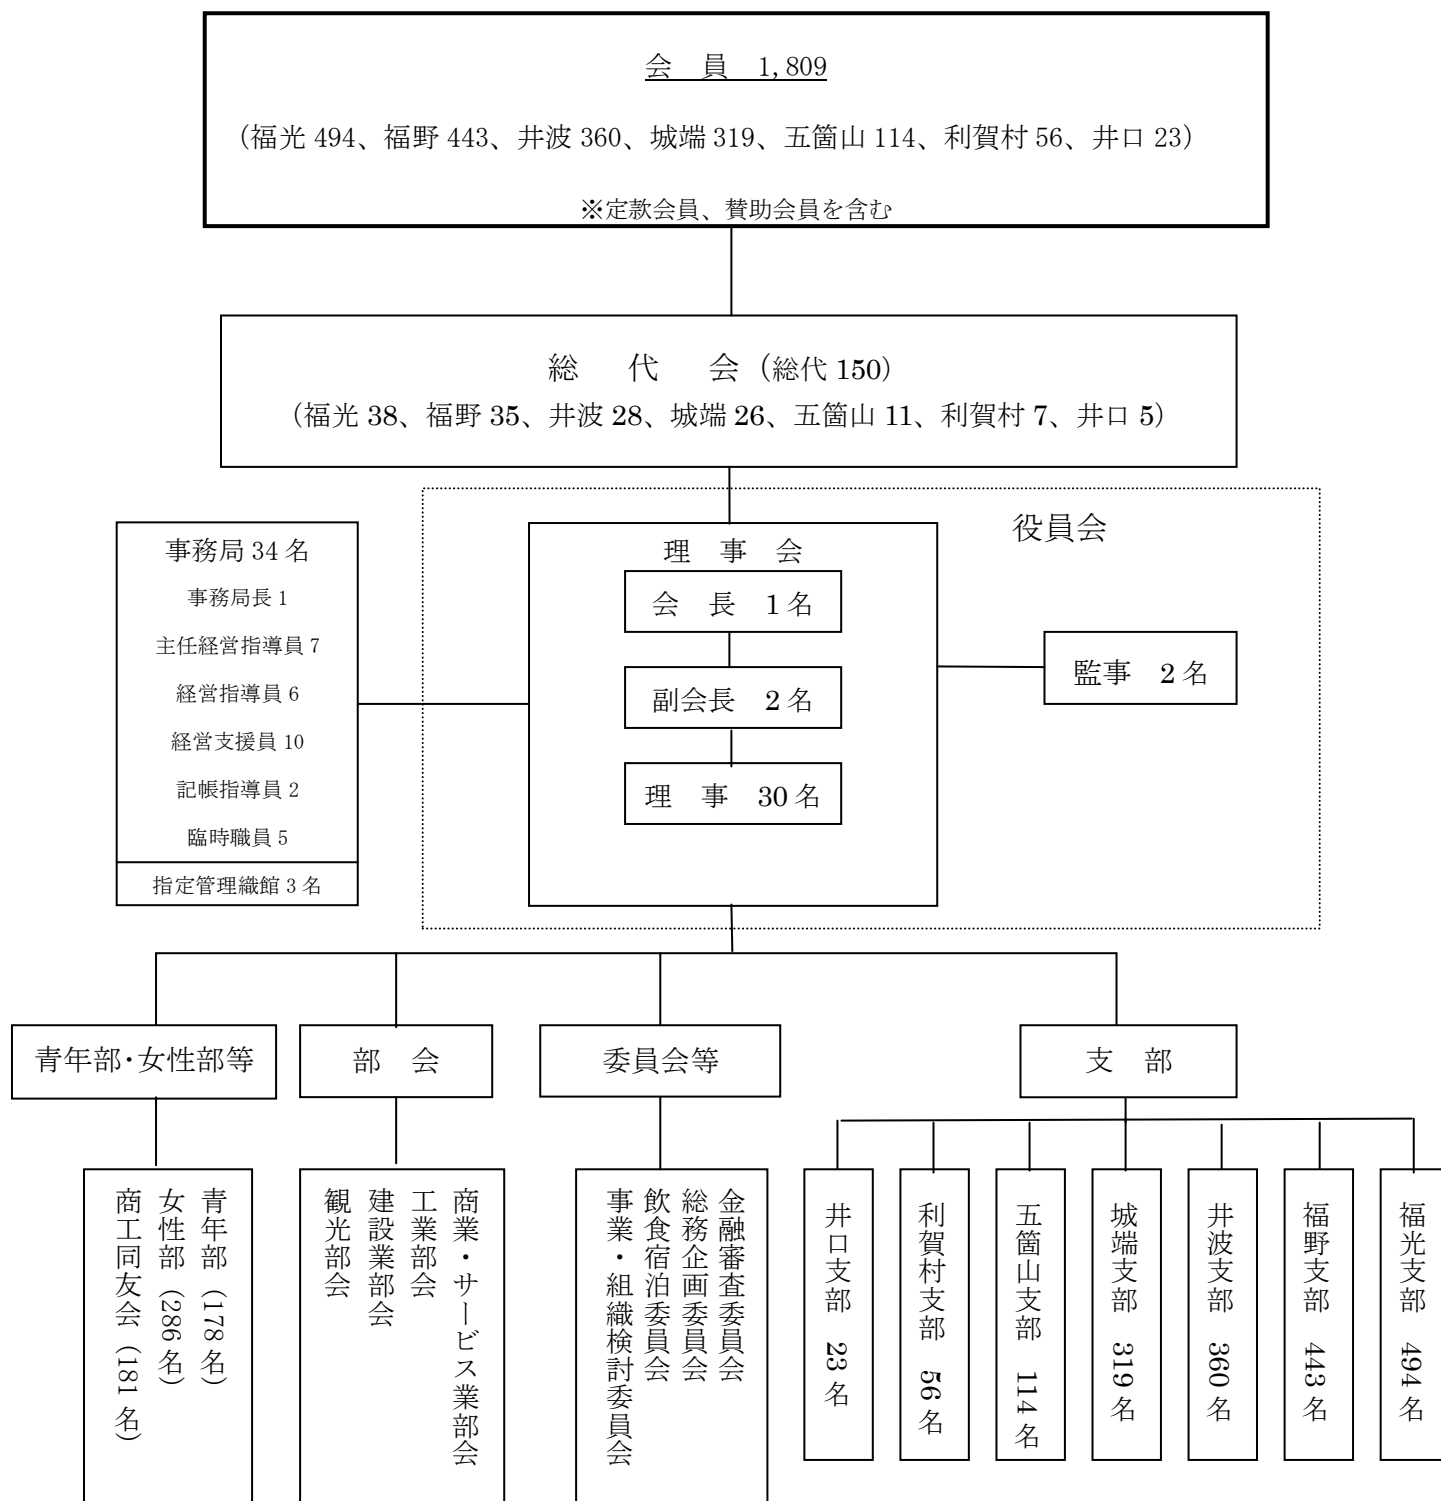 会　員　1,809
（福光 494、福野 443、井波 360、城端 319、五箇山 114、利賀村 56、井口 23）
※定款会員、賛助会員を含む
総　代　会（総代 150）
（福光 38、福野 35、井波 28、城端 26、五箇山 11、利賀村 7、井口 5）
役員会
事務局 34 名
事務局長 1
主任経営指導員 7
経営指導員 6
経営支援員 10
記帳指導員 2
臨時職員 5
指定管理織館 3 名
理　事　会
会　長　1 名
副会長　2 名
理　事　30 名
監事　2 名
青年部・女性部等
部　会
委員会等
支　部
青年部（178 名）
女性部（286 名）
商工同友会（181 名）
商業・サービス業部会
工業部会
建設業部会
観光部会
金融審査委員会
総務企画委員会
飲食宿泊委員会
事業・組織検討委員会
福光支部　494 名
福野支部　443 名
井波支部　360 名
城端支部　319 名
五箇山支部　114 名
利賀村支部　56 名
井口支部　23 名